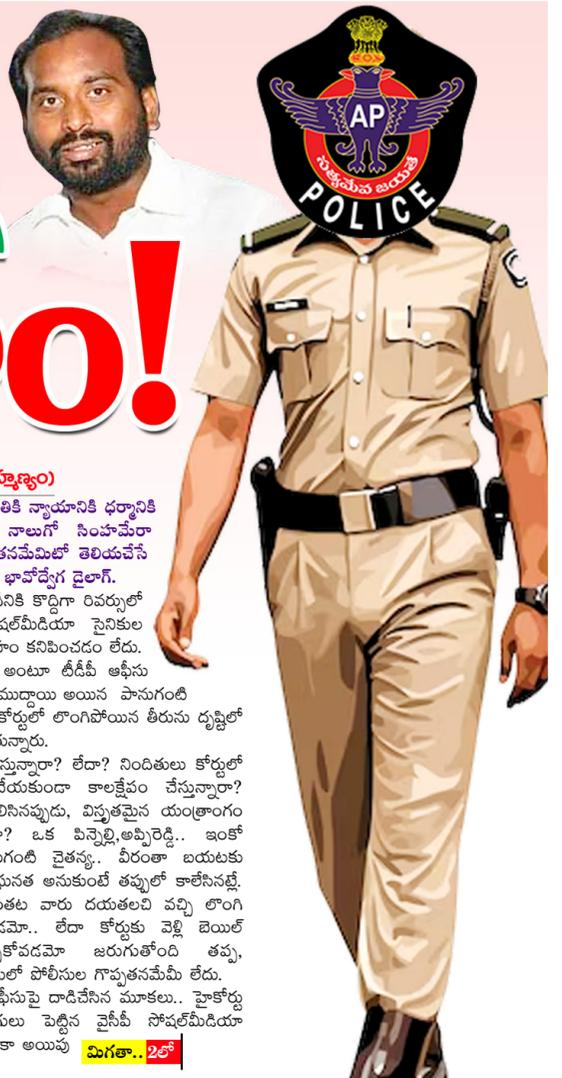 AP
సత్యమేవ జయతే
POLICE
హ్మణ్యం)
తికి న్యాయానికి ధర్మానికి
నాలుగో సింహమేరా
తనమేమిటో తెలియచేసే
భావోద్వేగ డైలాగ్.
నికి కొద్దిగా రివర్సులో
షల్‌మీడియా సైనికుల
హం కనిపించడం లేదు.
అంటూ టీడీపీ ఆఫీసు
ముద్దాయి అయిన పానుగంటి
కోర్టులో లొంగిపోయిన తీరును దృష్టిలో
గున్నారు.
స్తున్నారా? లేదా? నిందితులు కోర్టులో
చేయకుండా కాలక్షేపం చేస్తున్నారా?
లిసినప్పుడు, విస్తృతమైన యంత్రాంగం
ా? ఒక పిన్నెల్లి,అప్పిరెడ్డి.. ఇంకో
ుగంటి చైతన్య.. వీరంతా బయటకు
ఘనత అనుకుంటే తప్పులో కాలేసినట్లే.
ంతట వారు దయతలచి వచ్చి లొంగి
డమో.. లేదా కోర్టుకు వెళ్లి బెయిల్
కోవడమో జరుగుతోంది తప్ప,
ులో పోలీసుల గొప్పతనమేమీ లేదు.
ఫీసుపై దాడిచేసిన మూకలు.. హైకోర్టు
గులు పెట్టిన వైసీపీ సోషల్‌మీడియా
కా అయిపు మిగతా.. 2లో